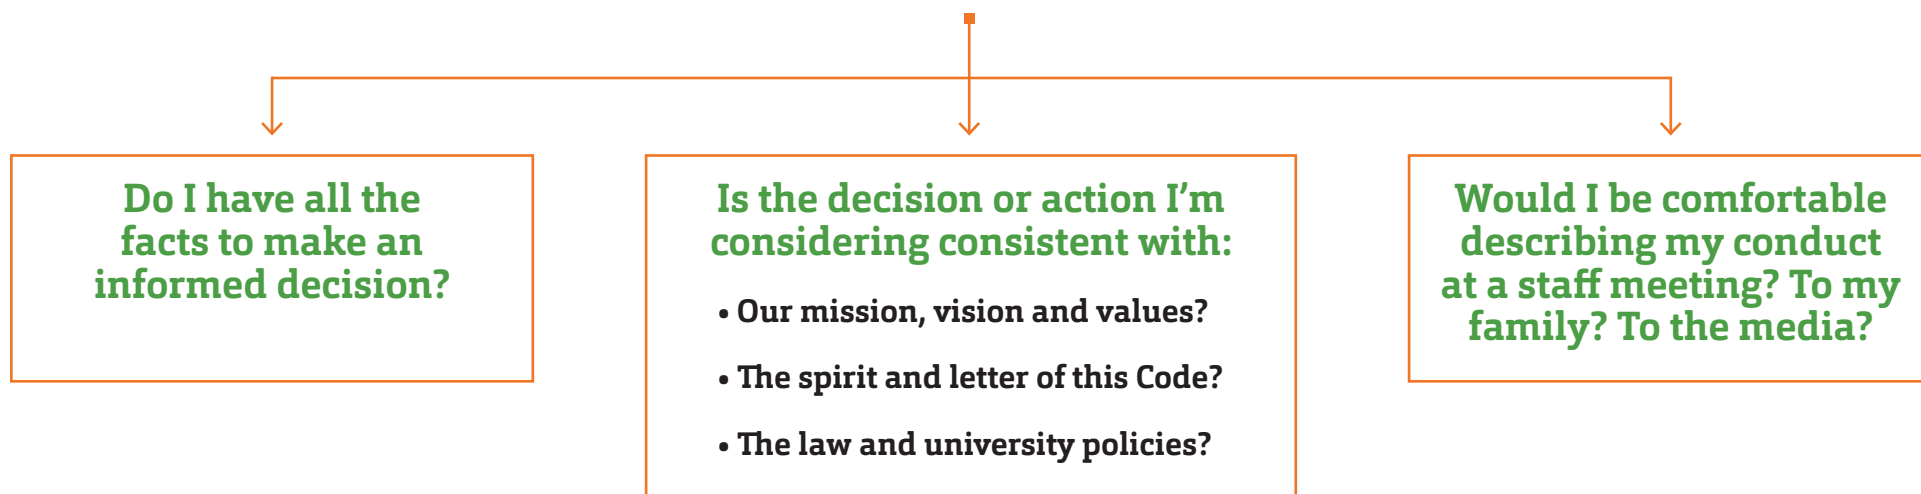 Do I have all the
facts to make an
informed decision?
Is the decision or action I’m
considering consistent with:
• Our mission, vision and values?
• The spirit and letter of this Code?
• The law and university policies?
Would I be comfortable
describing my conduct
at a staff meeting? To my
family? To the media?